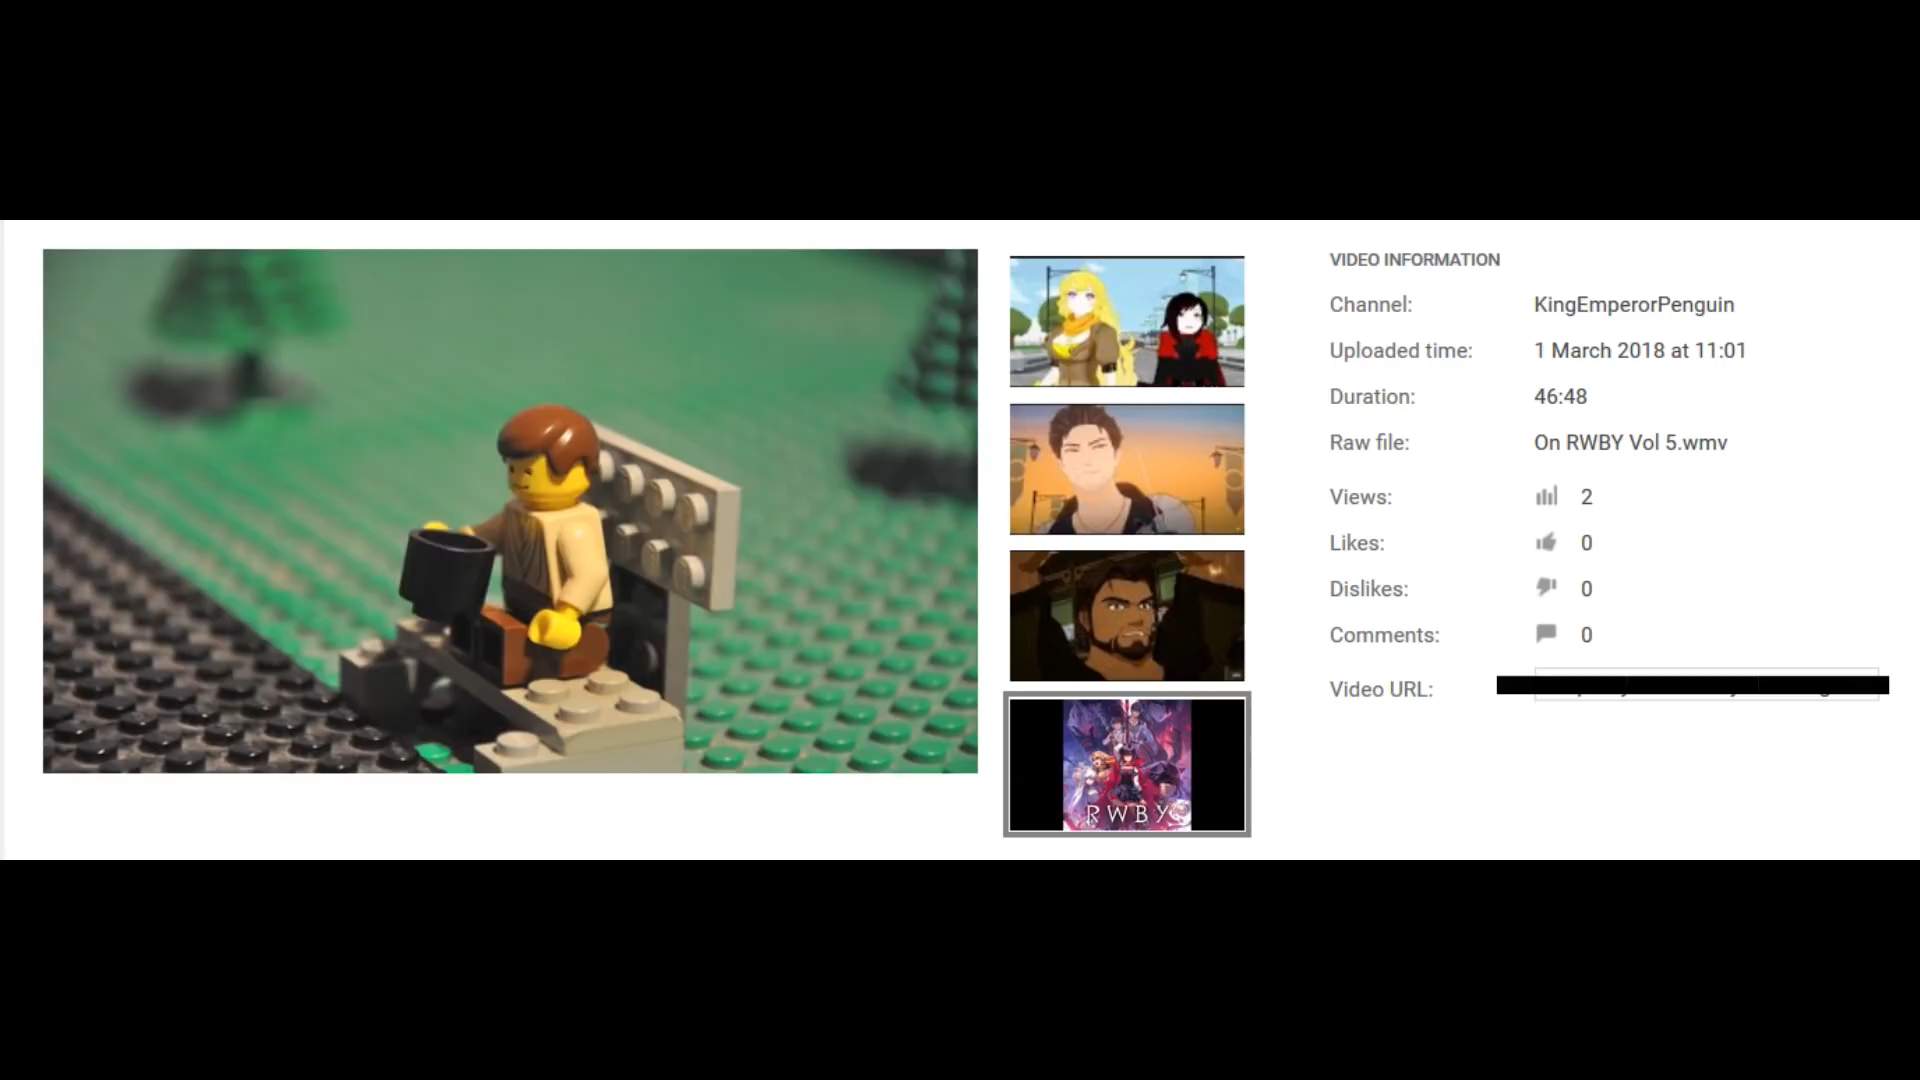 VIDEO INFORMATION
Channel: KingEmperorPenguin
Uploaded time: 1 March 2018 at 11:01
Duration: 46:48
Raw file: On RWBY Vol 5.wmv
Views: 2
Likes: 0
Dislikes: 0
Comments: 0
Video URL:
RWBY